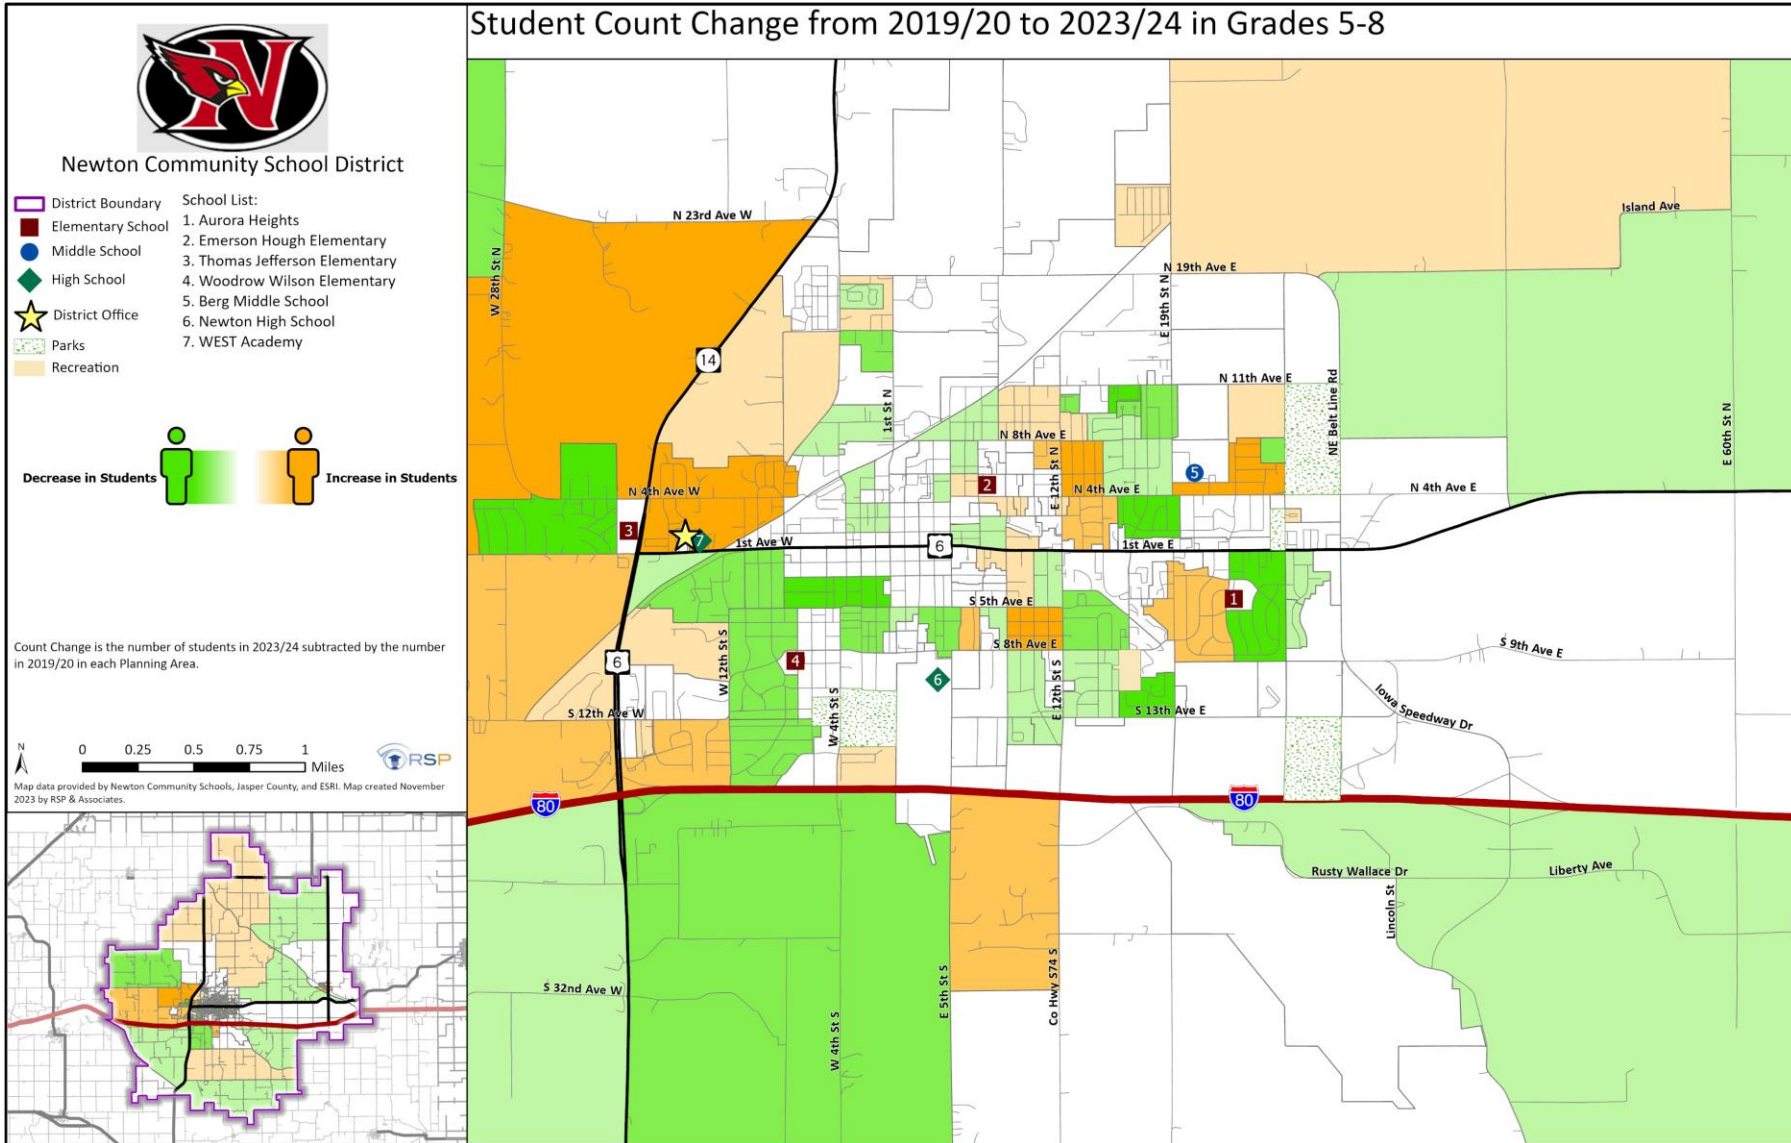 Student Count Change from 2019/20 to 2023/24 in Grades 5-8
N
Newton Community School District
District Boundary
Elementary School
Middle School
High School
District Office
Parks
Recreation
School List:
1. Aurora Heights
2. Emerson Hough Elementary
3. Thomas Jefferson Elementary
4. Woodrow Wilson Elementary
5. Berg Middle School
6. Newton High School
7. WEST Academy
Decrease in Students
Increase in Students
Count Change is the number of students in 2023/24 subtracted by the number
in 2019/20 in each Planning Area.
N
0 0.25 0.5 0.75 1
Miles
RSP
Map data provided by Newton Community Schools, Jasper County, and ESRI. Map created November
2023 by RSP & Associates.
N 23rd Ave W
Island Ave
W 28th St N
N 19th Ave E
E 19th St N
14
N 11th Ave E
NE Belt Line Rd
1st St N
E 60th St N
N 8th Ave E
E 12th St N
5
2
N 4th Ave W
N 4th Ave E
N 4th Ave E
3
7
1st Ave W
6
1st Ave E
1
S 5th Ave E
S 8th Ave E
S 9th Ave E
6
W 12th St S
4
6
E 12th St S
W 4th St S
S 12th Ave W
S 13th Ave E
Iowa Speedway Dr
80
80
Rusty Wallace Dr
Liberty Ave
Lincoln St
S 32nd Ave W
E 5th St S
Co Hwy S74 S
W 4th St S